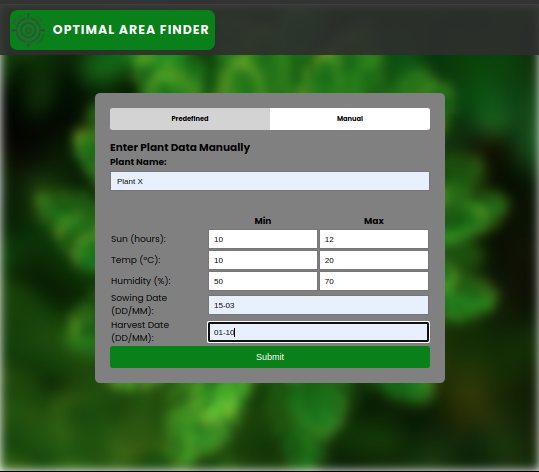 OPTIMAL AREA FINDER
Predefined Manual
Enter Plant Data Manually
Plant Name:
Plant X
Min Max
Sun (hours): 10 12
Temp (°C): 10 20
Humidity (%): 50 70
Sowing Date
(DD/MM): 15-03
Harvest Date
(DD/MM): 01-10
Submit